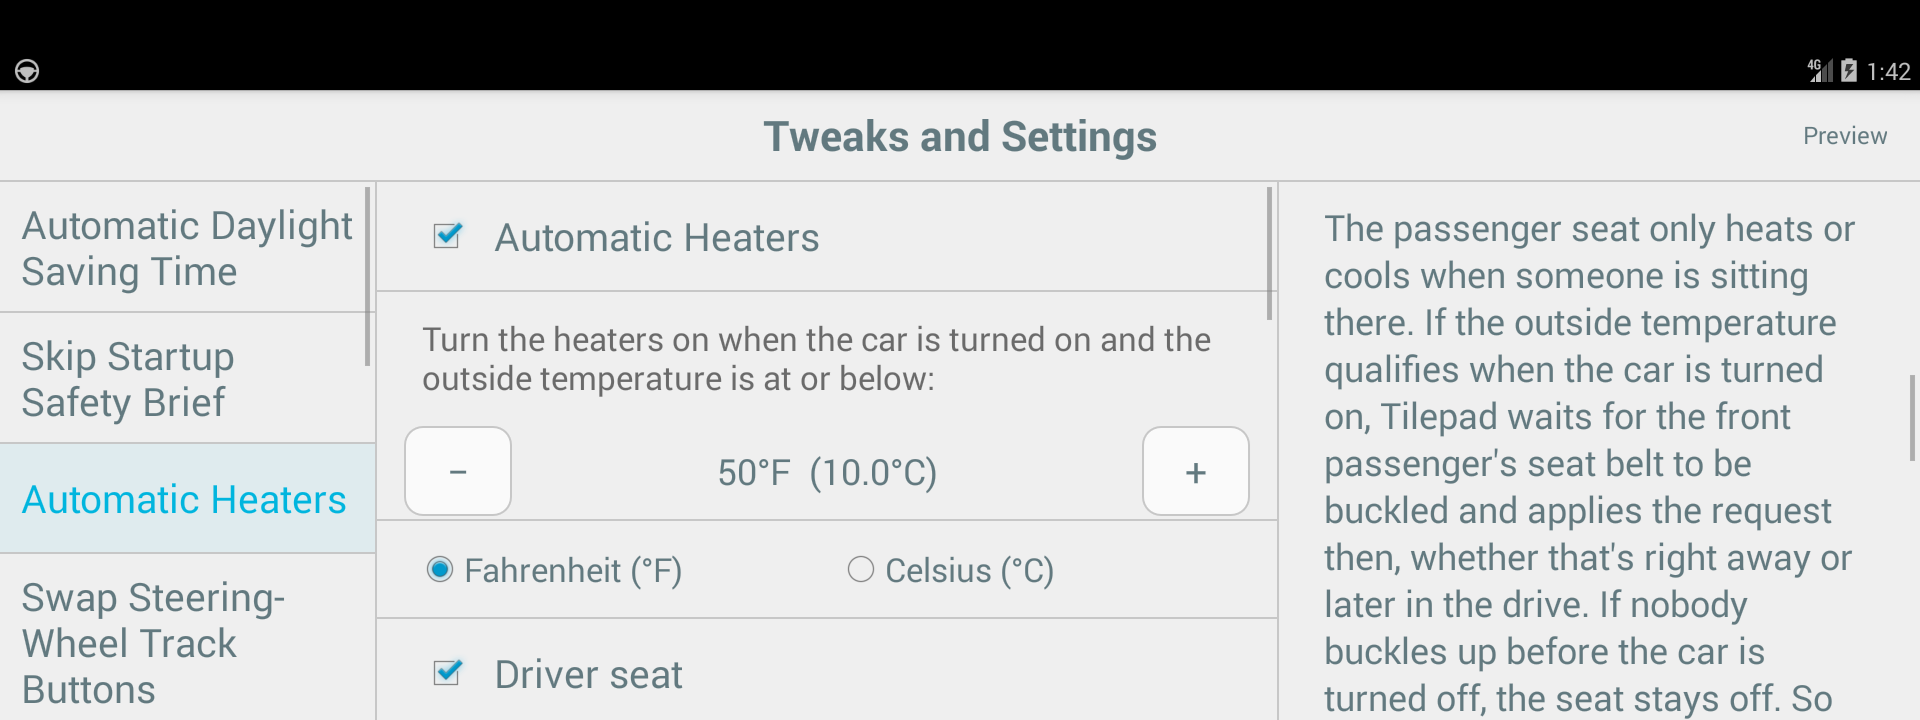 4G 1:42
Tweaks and Settings
Preview
Automatic Daylight
Saving Time
Skip Startup
Safety Brief
Automatic Heaters
Swap Steering-
Wheel Track
Buttons
Automatic Heaters
Turn the heaters on when the car is turned on and the
outside temperature is at or below:
− 50°F (10.0°C) +
Fahrenheit (°F) Celsius (°C)
Driver seat
The passenger seat only heats or
cools when someone is sitting
there. If the outside temperature
qualifies when the car is turned
on, Tilepad waits for the front
passenger's seat belt to be
buckled and applies the request
then, whether that's right away or
later in the drive. If nobody
buckles up before the car is
turned off, the seat stays off. So